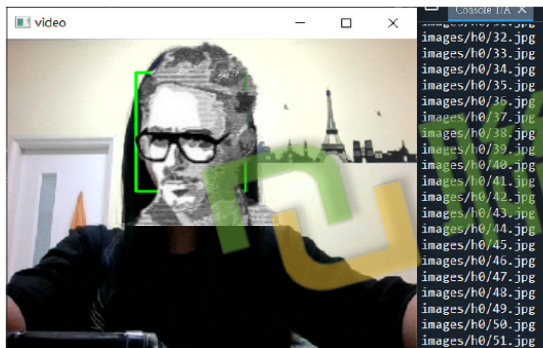 video
Console 1/A X
images/h0/32.jpg
images/h0/33.jpg
images/h0/34.jpg
images/h0/35.jpg
images/h0/36.jpg
images/h0/37.jpg
images/h0/38.jpg
images/h0/39.jpg
images/h0/40.jpg
images/h0/41.jpg
images/h0/42.jpg
images/h0/43.jpg
images/h0/44.jpg
images/h0/45.jpg
images/h0/46.jpg
images/h0/47.jpg
images/h0/48.jpg
images/h0/49.jpg
images/h0/50.jpg
images/h0/51.jpg